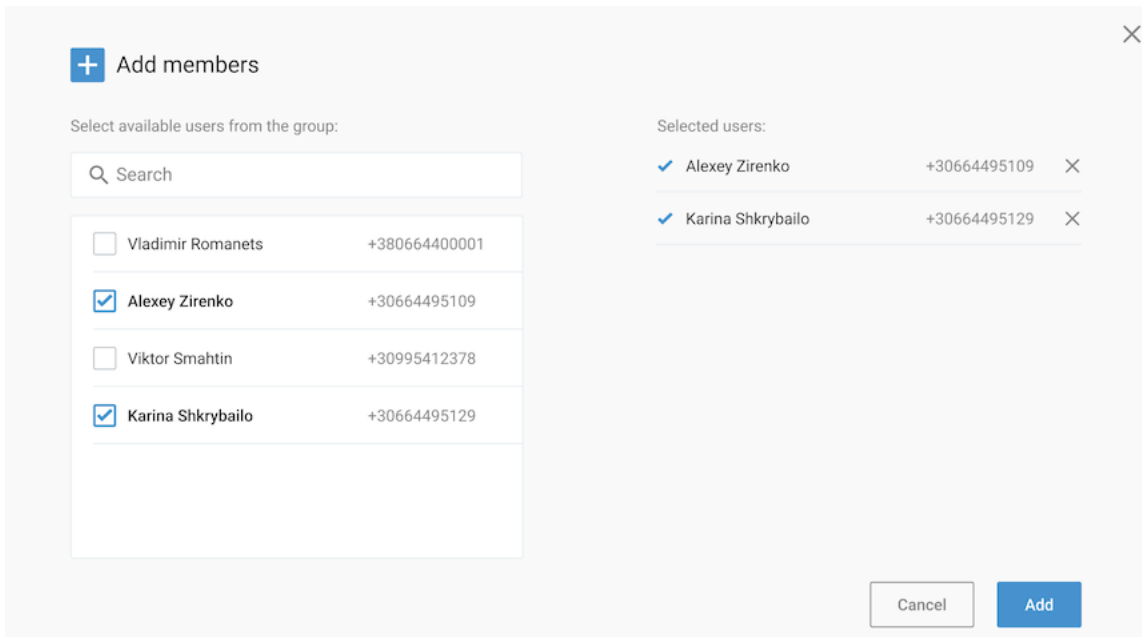 Add members
Select available users from the group:
Search
Vladimir Romanets +380664400001
Alexey Zirenko +30664495109
Viktor Smahtin +30995412378
Karina Shkrybailo +30664495129
Selected users:
Alexey Zirenko +30664495109
Karina Shkrybailo +30664495129
Cancel Add